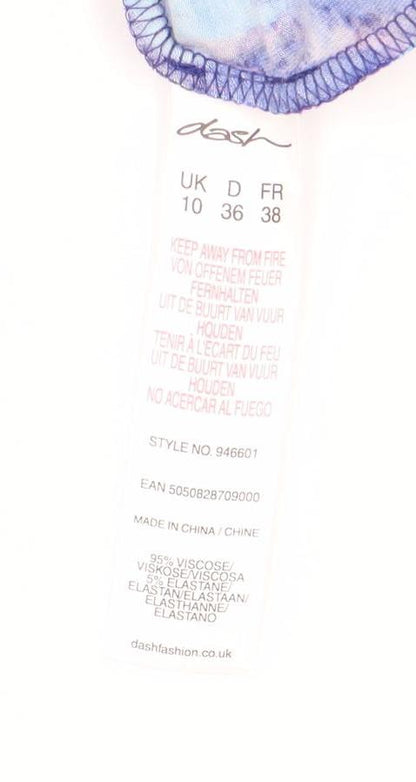 dash
UK D FR
10 36 38
KEEP AWAY FROM FIRE
VON OFFENEM FEUER
FERNHALTEN
UIT DE BUURT VAN VUUR
HOUDEN
TENIR À L'ÉCART DU FEU
UIT DE BUURT VAN VUUR
HOUDEN
NO ACERCAR AL FUEGO
STYLE NO. 946601
EAN 5050828709000
MADE IN CHINA / CHINE
95% VISCOSE/
VISKOSE/VISCOSA
5% ELASTANE/
ELASTAN/ELASTAAN/
ELASTHANNE/
ELASTANO
dashfashion.co.uk